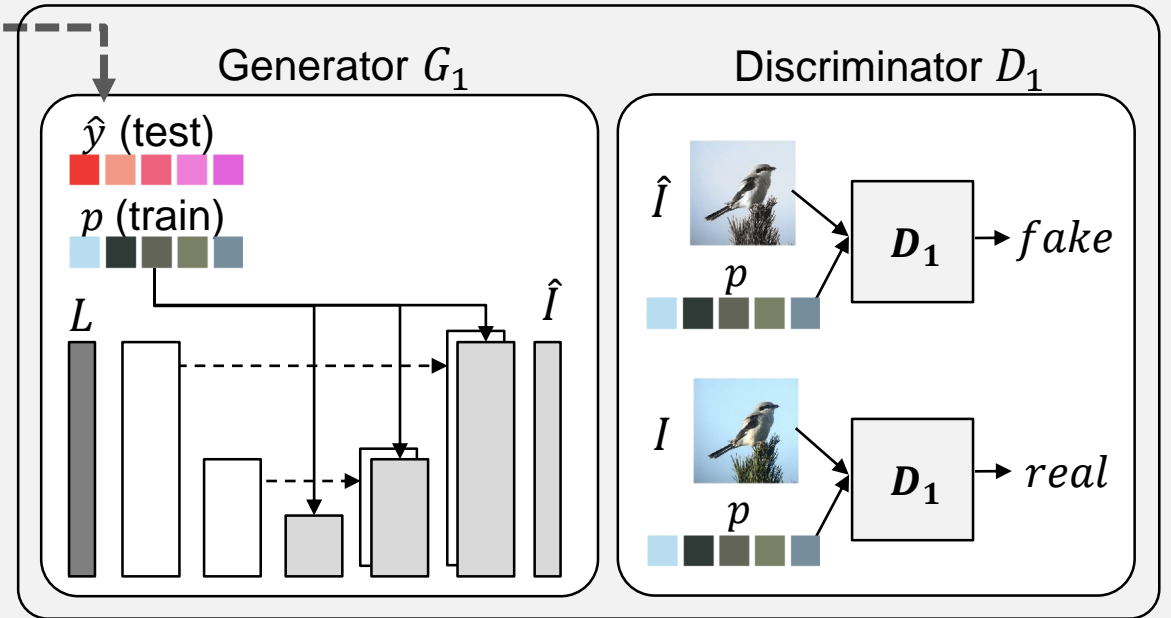 Generator G₁
ŷ (test)
p (train)
L
Î
Discriminator D₁
Î
p
D₁
fake
I
p
D₁
real